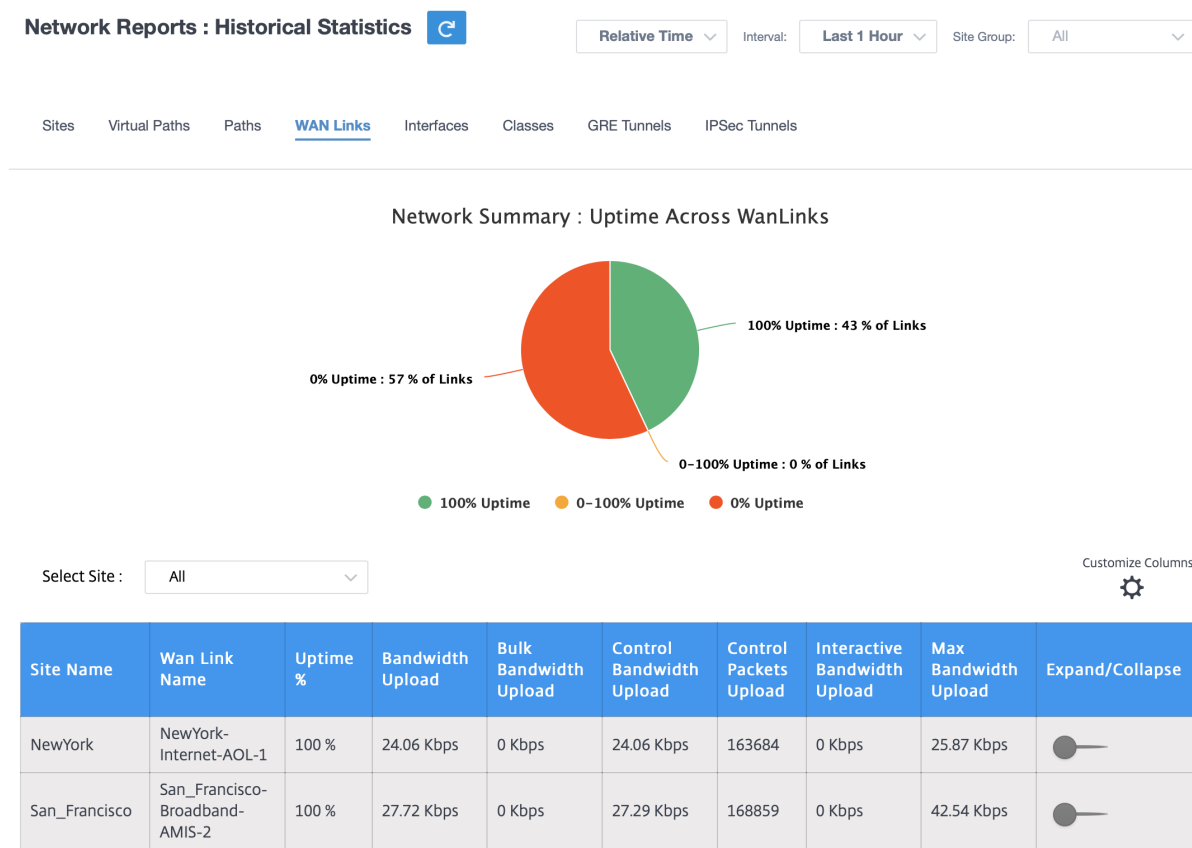 Network Reports : Historical Statistics
Relative Time
Interval:
Last 1 Hour
Site Group:
All
Sites
Virtual Paths
Paths
WAN Links
Interfaces
Classes
GRE Tunnels
IPSec Tunnels
Network Summary : Uptime Across WanLinks
100% Uptime : 43 % of Links
0% Uptime : 57 % of Links
0-100% Uptime : 0 % of Links
100% Uptime
0-100% Uptime
0% Uptime
Select Site :
All
Customize Columns
Site Name
Wan Link
Name
Uptime
%
Bandwidth
Upload
Bulk
Bandwidth
Upload
Control
Bandwidth
Upload
Control
Packets
Upload
Interactive
Bandwidth
Upload
Max
Bandwidth
Upload
Expand/Collapse
NewYork
NewYork-
Internet-AOL-1
100 %
24.06 Kbps
0 Kbps
24.06 Kbps
163684
0 Kbps
25.87 Kbps
San_Francisco
San_Francisco-
Broadband-
AMIS-2
100 %
27.72 Kbps
0 Kbps
27.29 Kbps
168859
0 Kbps
42.54 Kbps